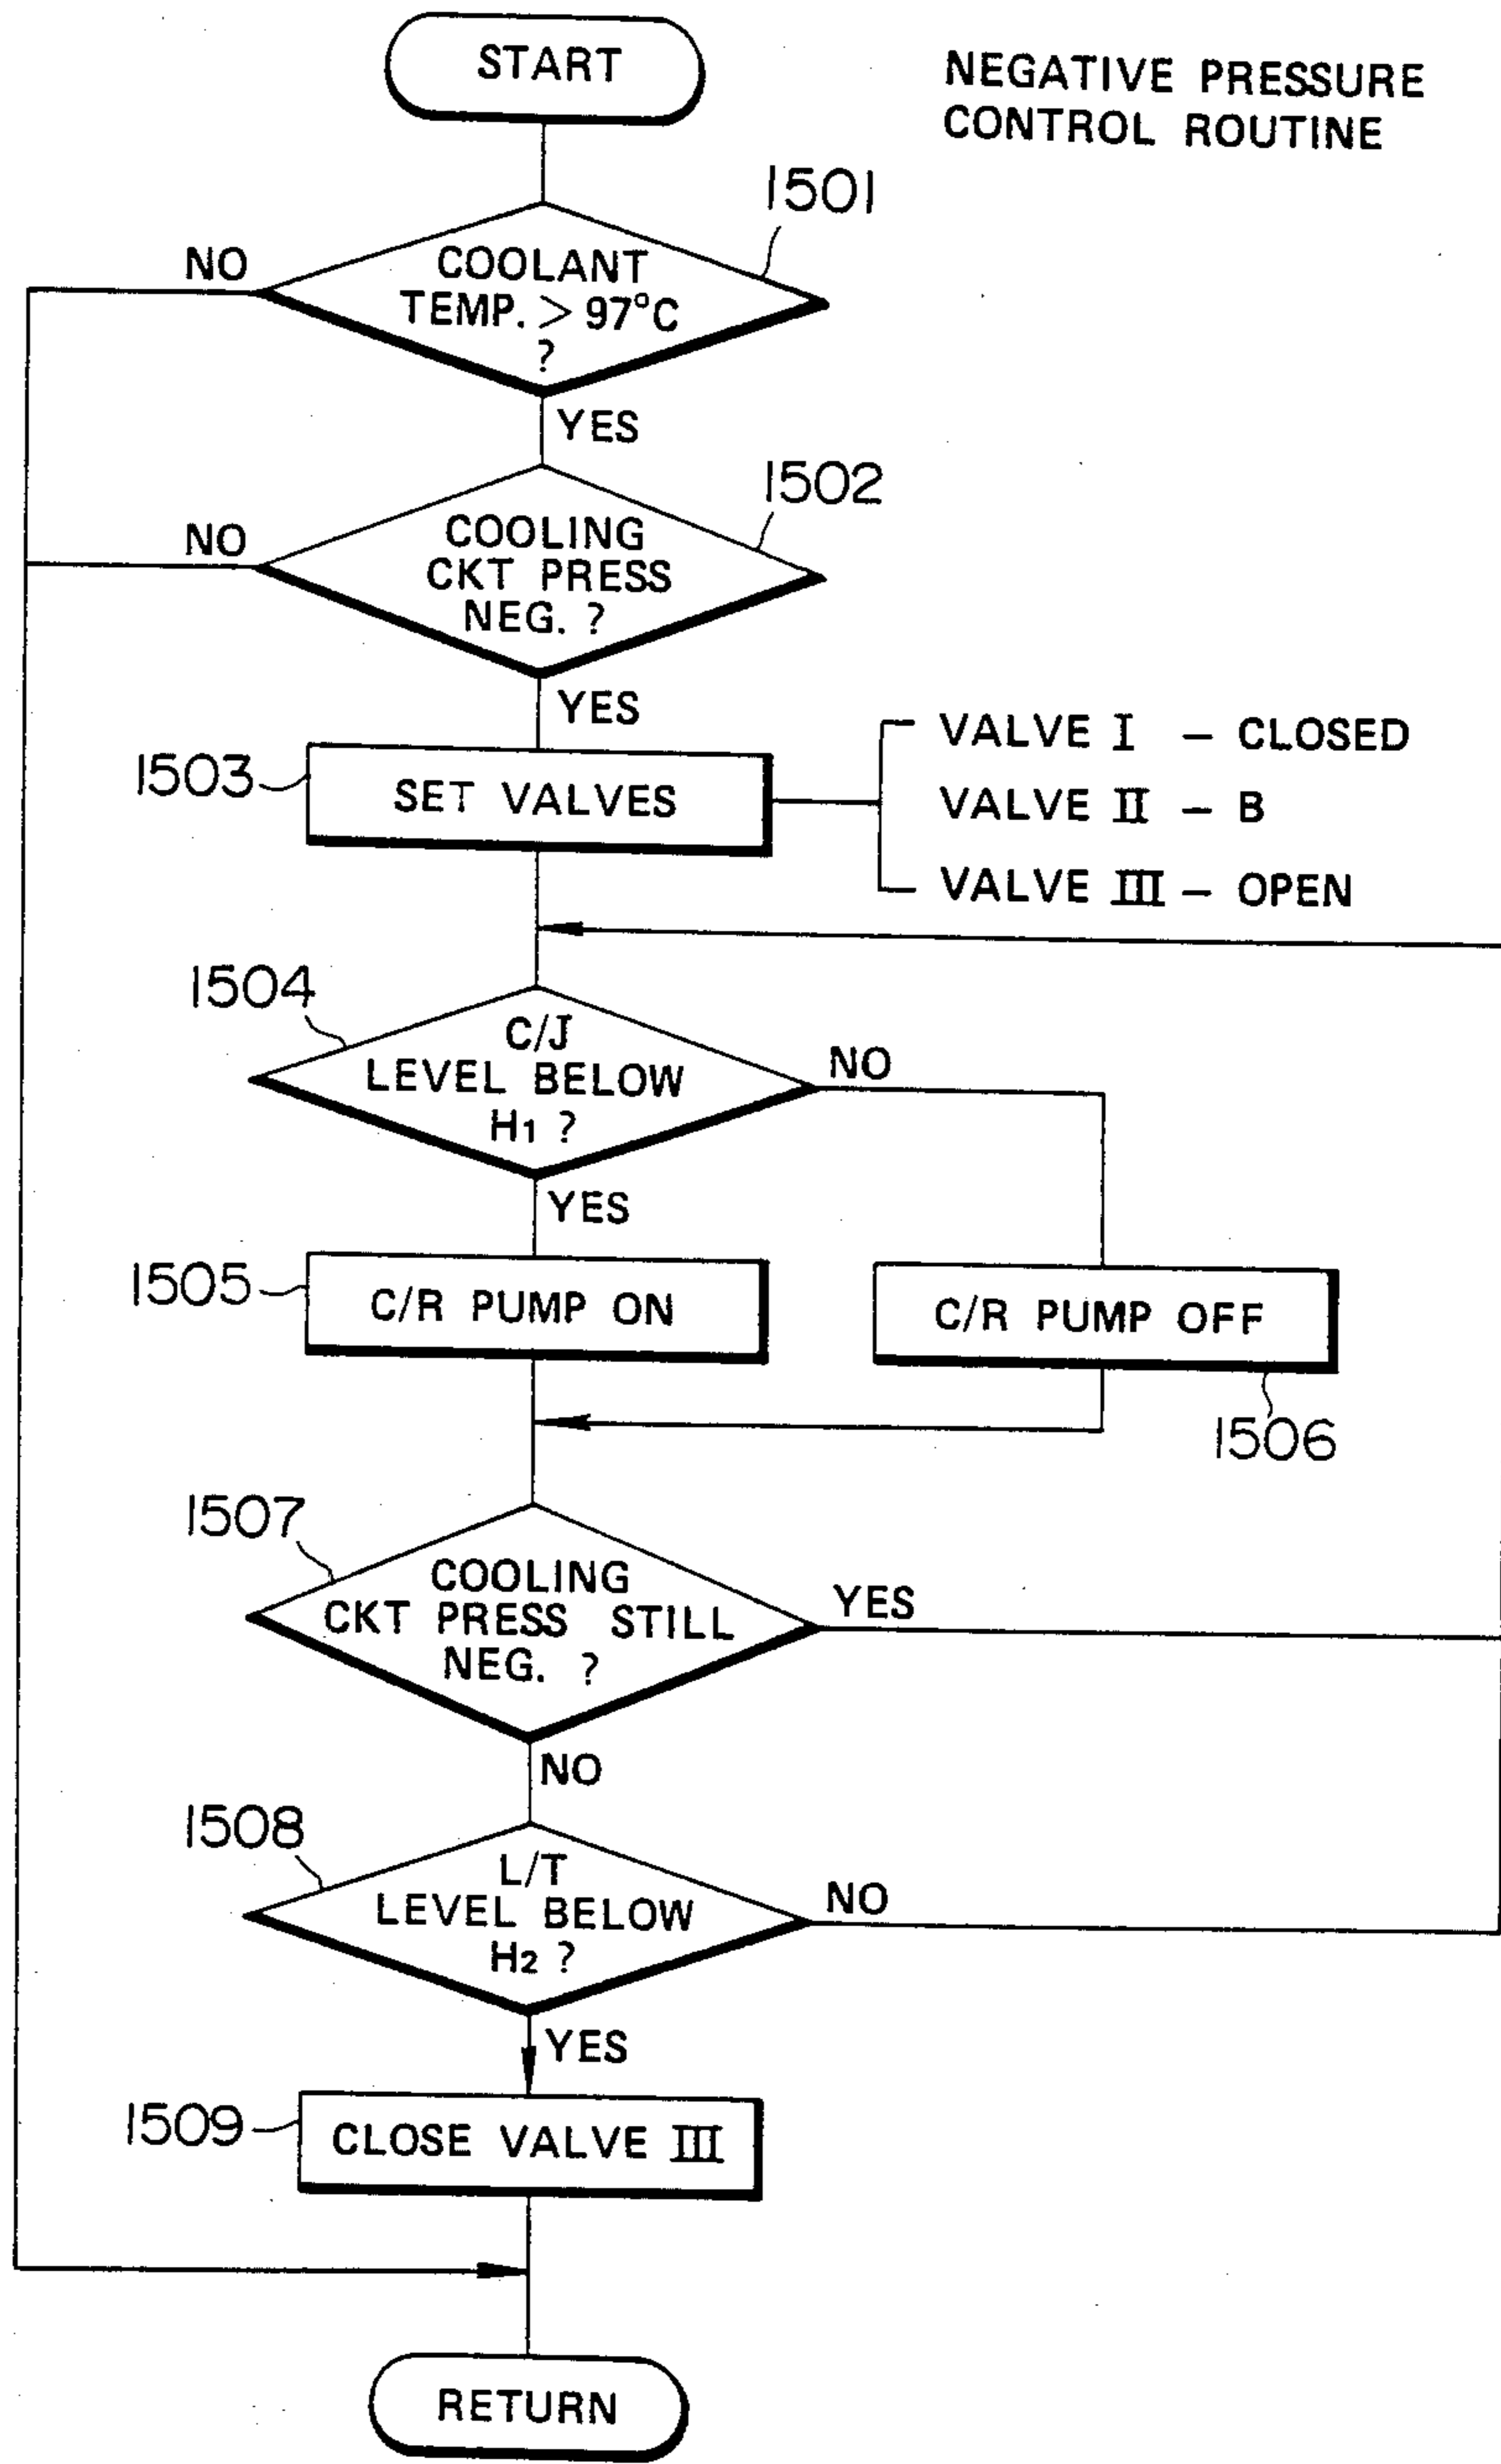 START
NEGATIVE PRESSURE
CONTROL ROUTINE
1501
NO
COOLANT
TEMP. > 97°C
?
YES
1502
NO
COOLING
CKT PRESS
NEG. ?
YES
1503
SET VALVES
VALVE I – CLOSED
VALVE II – B
VALVE III – OPEN
1504
C/J
LEVEL BELOW
H1 ?
NO
YES
1505
C/R PUMP ON
C/R PUMP OFF
1506
1507
COOLING
CKT PRESS STILL
NEG. ?
YES
NO
1508
L/T
LEVEL BELOW
H2 ?
NO
YES
1509
CLOSE VALVE III
RETURN